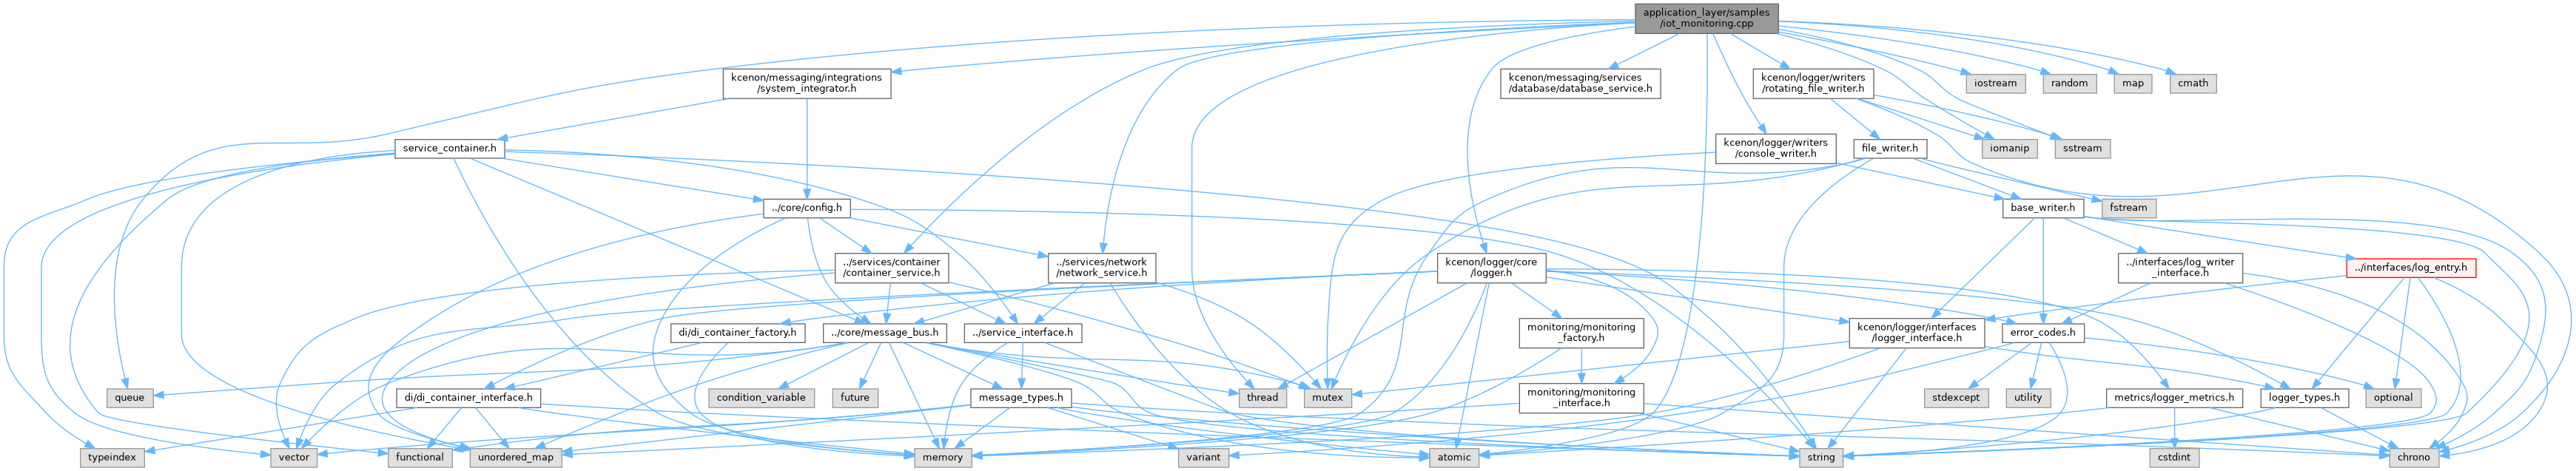 application_layer/samples
/iot_monitoring.cpp
kcenon/messaging/integrations
/system_integrator.h
kcenon/messaging/services
/database/database_service.h
kcenon/logger/writers
/rotating_file_writer.h
iostream
random
map
cmath
service_container.h
kcenon/logger/writers
/console_writer.h
file_writer.h
iomanip
sstream
../core/config.h
base_writer.h
fstream
../services/container
/container_service.h
../services/network
/network_service.h
kcenon/logger/core
/logger.h
../interfaces/log_writer
_interface.h
../interfaces/log_entry.h
di/di_container_factory.h
../core/message_bus.h
../service_interface.h
monitoring/monitoring
_factory.h
kcenon/logger/interfaces
/logger_interface.h
error_codes.h
queue
di/di_container_interface.h
condition_variable
future
message_types.h
thread
mutex
monitoring/monitoring
_interface.h
stdexcept
utility
metrics/logger_metrics.h
logger_types.h
optional
typeindex
vector
functional
unordered_map
memory
variant
atomic
string
cstdint
chrono